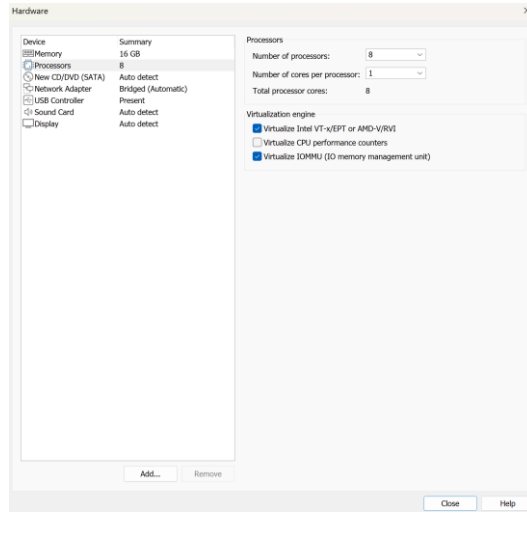 Hardware
Device Summary
Memory 16 GB
Processors 8
New CD/DVD (SATA) Auto detect
Network Adapter Bridged (Automatic)
USB Controller Present
Sound Card Auto detect
Display Auto detect
Add... Remove
Processors
Number of processors: 8
Number of cores per processor: 1
Total processor cores: 8
Virtualization engine
Virtualize Intel VT-x/EPT or AMD-V/RVI
Virtualize CPU performance counters
Virtualize IOMMU (IO memory management unit)
Close Help